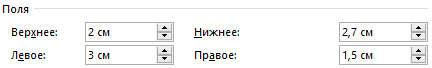 Поля
Верхнее: 2 см Нижнее: 2,7 см
Левое: 3 см Правое: 1,5 см